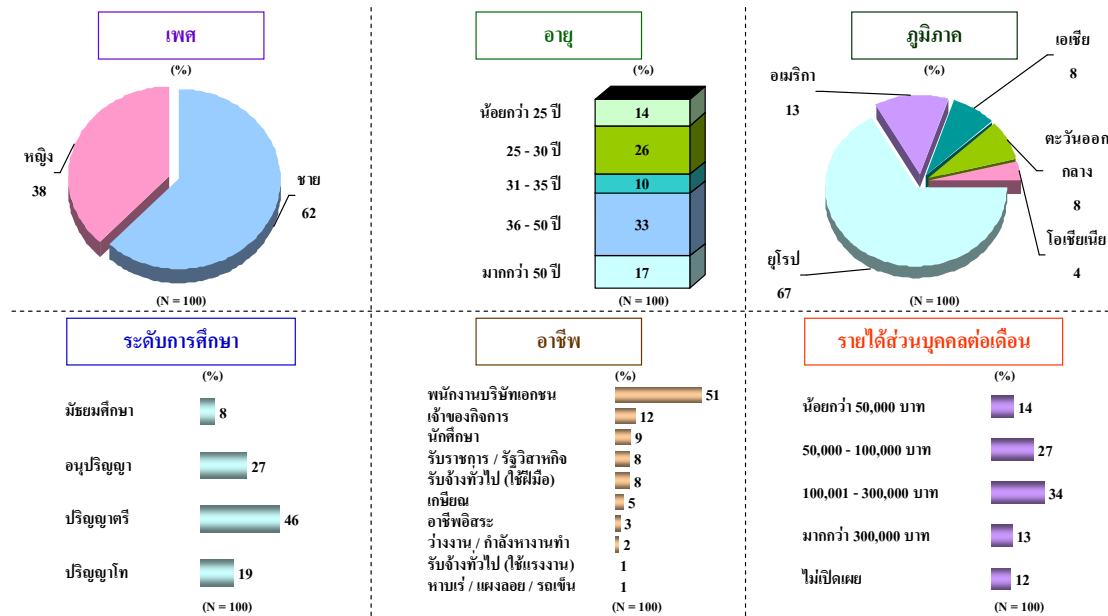 เพศ
(%)
หญิง
38
ชาย
62
(N = 100)
อายุ
(%)
น้อยกว่า 25 ปี 14
25 - 30 ปี 26
31 - 35 ปี 10
36 - 50 ปี 33
มากกว่า 50 ปี 17
(N = 100)
ภูมิภาค
(%)
เอเชีย
8
อเมริกา
13
ตะวันออก
กลาง
8
โอเชียเนีย
4
ยุโรป
67
(N = 100)
ระดับการศึกษา
(%)
มัธยมศึกษา 8
อนุปริญญา 27
ปริญญาตรี 46
ปริญญาโท 19
(N = 100)
อาชีพ
(%)
พนักงานบริษัทเอกชน 51
เจ้าของกิจการ 12
นักศึกษา 9
รับราชการ / รัฐวิสาหกิจ 8
รับจ้างทั่วไป (ใช้ฝีมือ) 8
เกษียณ 5
อาชีพอิสระ 3
ว่างงาน / กำลังหางานทำ 2
รับจ้างทั่วไป (ใช้แรงงาน) 1
หาบเร่ / แผงลอย / รถเข็น 1
(N = 100)
รายได้ส่วนบุคคลต่อเดือน
(%)
น้อยกว่า 50,000 บาท 14
50,000 - 100,000 บาท 27
100,001 - 300,000 บาท 34
มากกว่า 300,000 บาท 13
ไม่เปิดเผย 12
(N = 100)